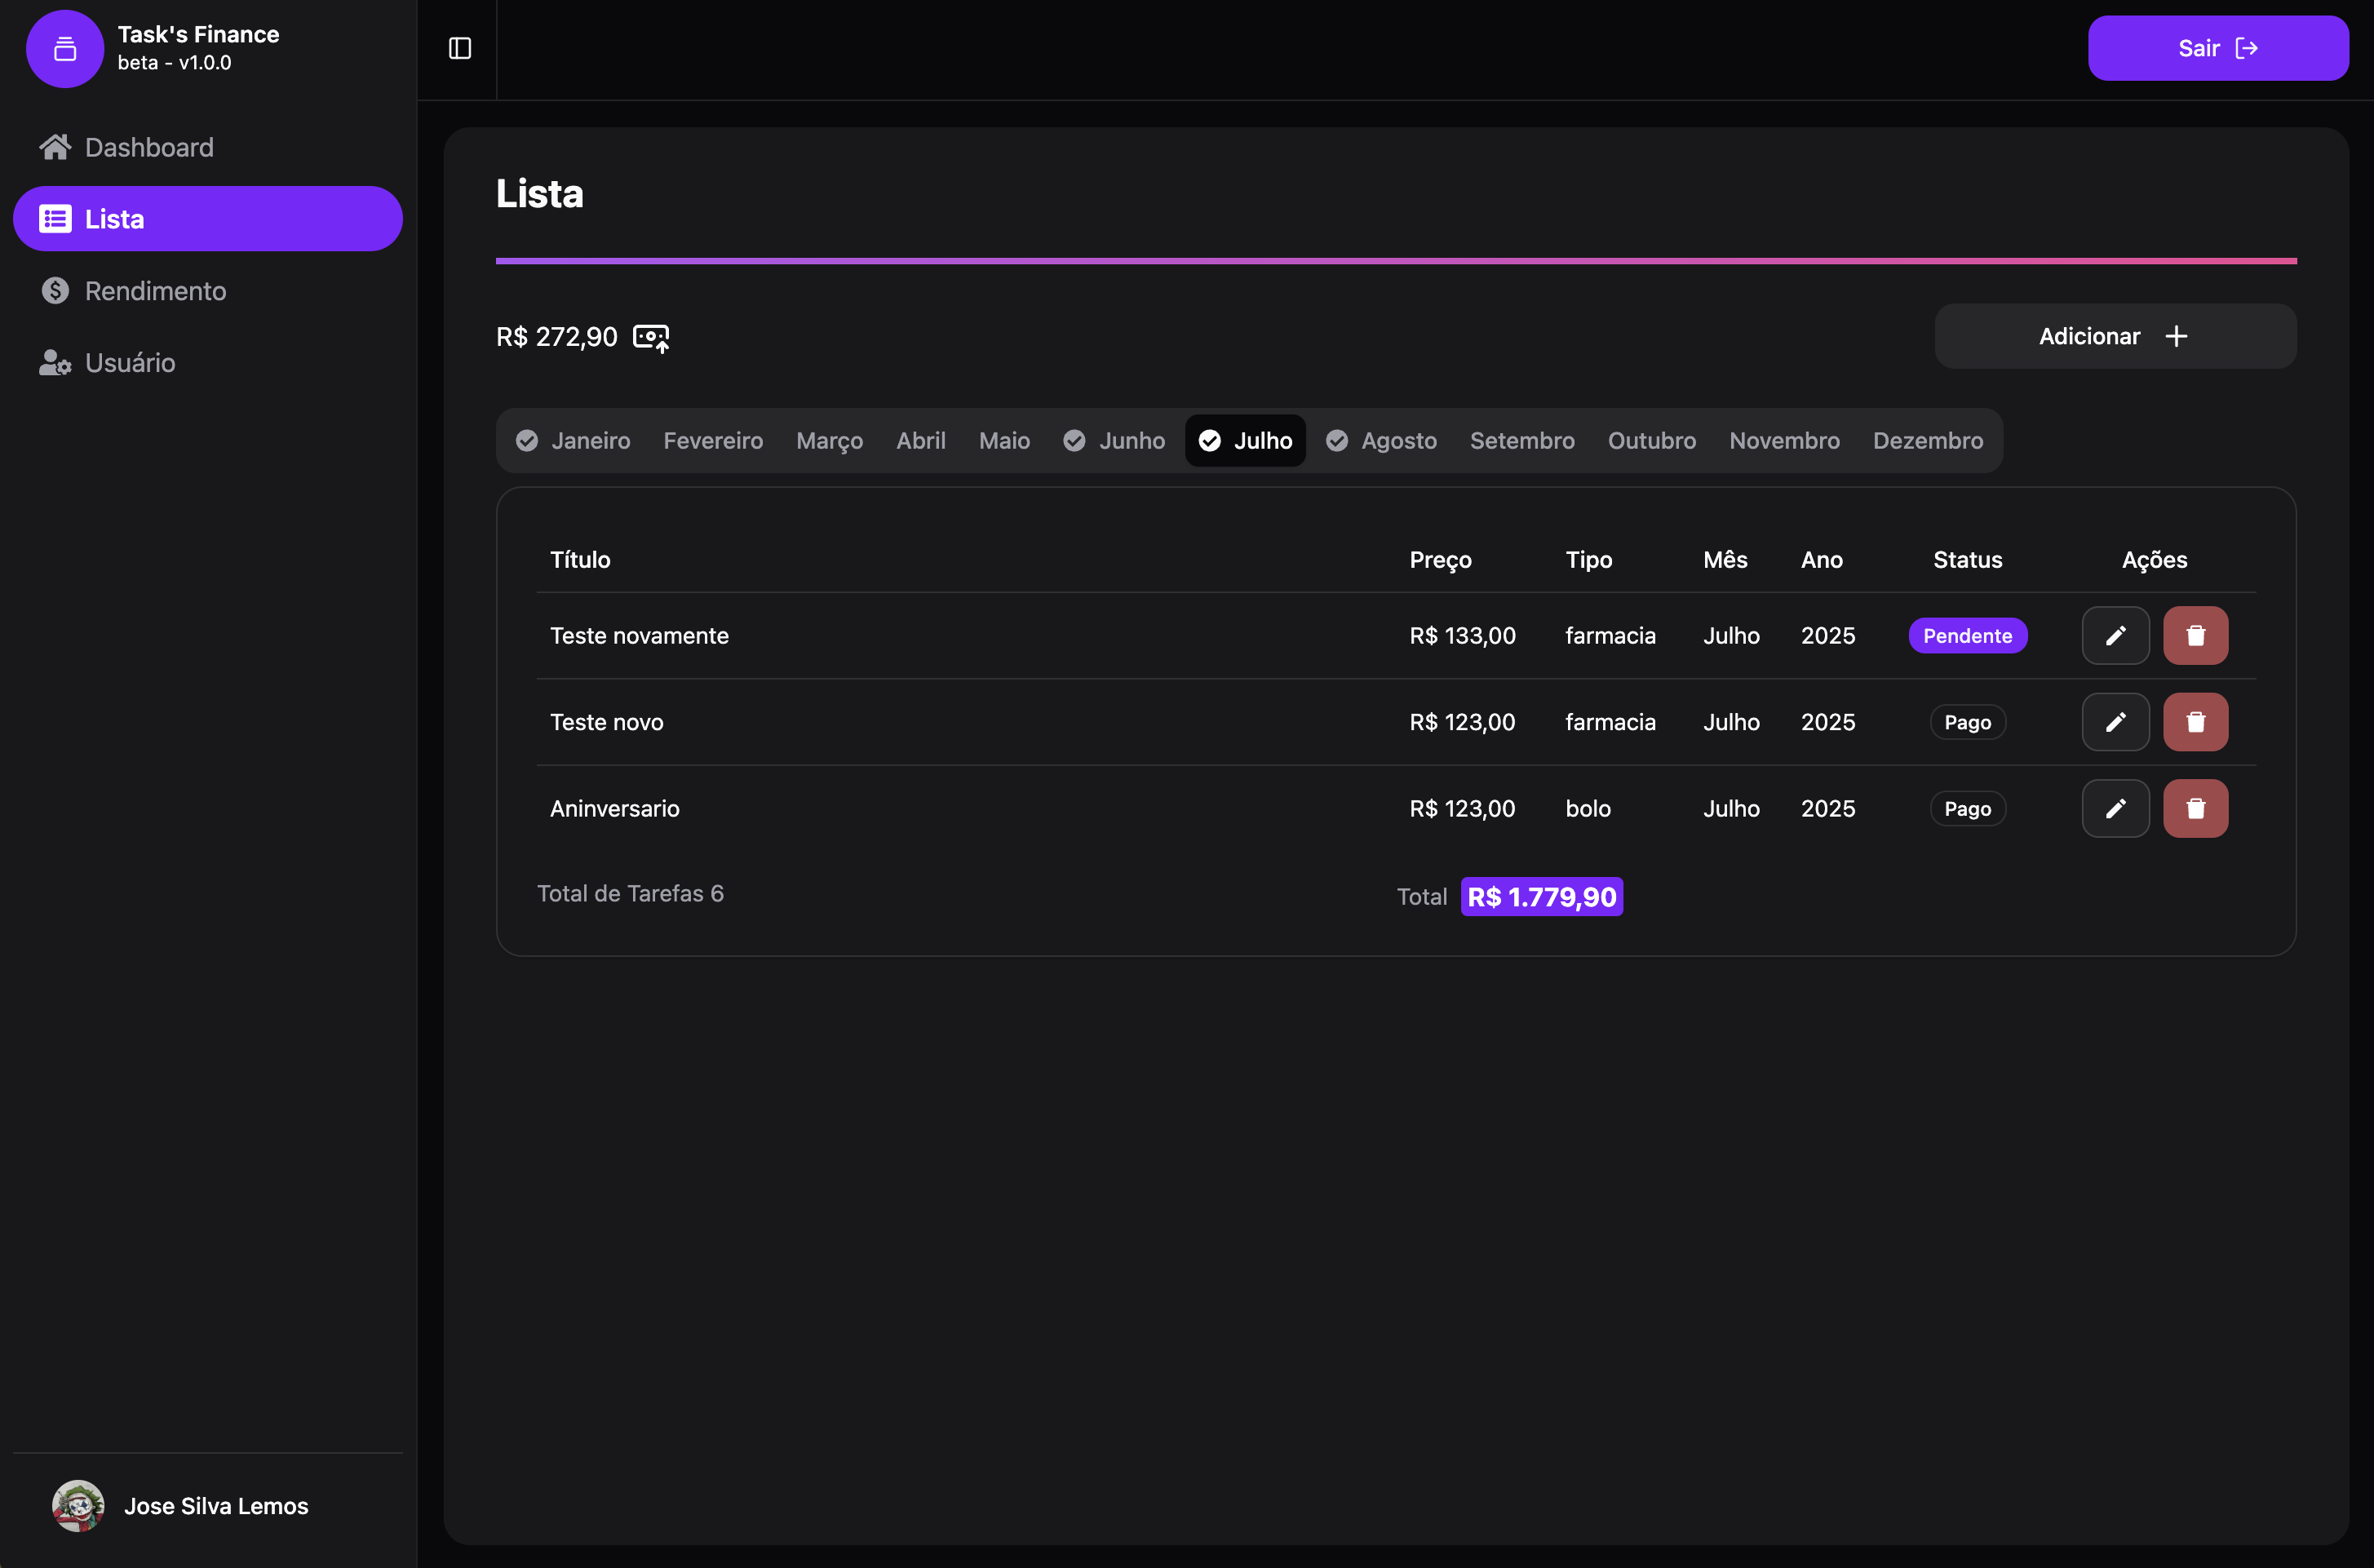 Task's Finance
beta - v1.0.0
Sair
Dashboard
Lista
Rendimento
Usuário
Lista
R$ 272,90
Adicionar
Janeiro Fevereiro Março Abril Maio Junho Julho Agosto Setembro Outubro Novembro Dezembro
Título Preço Tipo Mês Ano Status Ações
Teste novamente R$ 133,00 farmacia Julho 2025 Pendente
Teste novo R$ 123,00 farmacia Julho 2025 Pago
Aninversario R$ 123,00 bolo Julho 2025 Pago
Total de Tarefas 6 Total R$ 1.779,90
Jose Silva Lemos